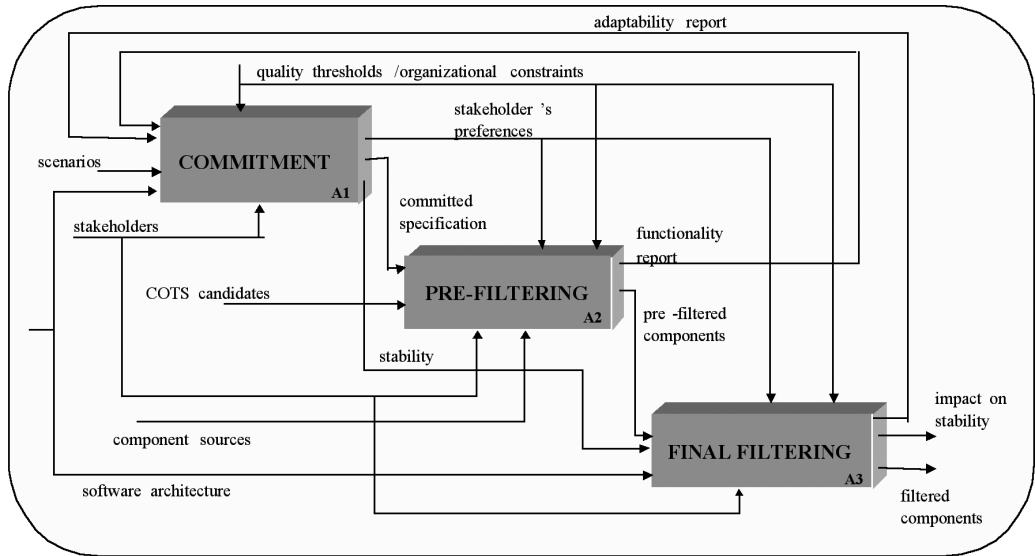 adaptability report
quality thresholds /organizational constraints
stakeholder 's
preferences
scenarios
COMMITMENT
A1
committed
specification
stakeholders
functionality
report
COTS candidates
PRE-FILTERING
A2
pre -filtered
components
stability
impact on
stability
component sources
FINAL FILTERING
A3
software architecture
filtered
components